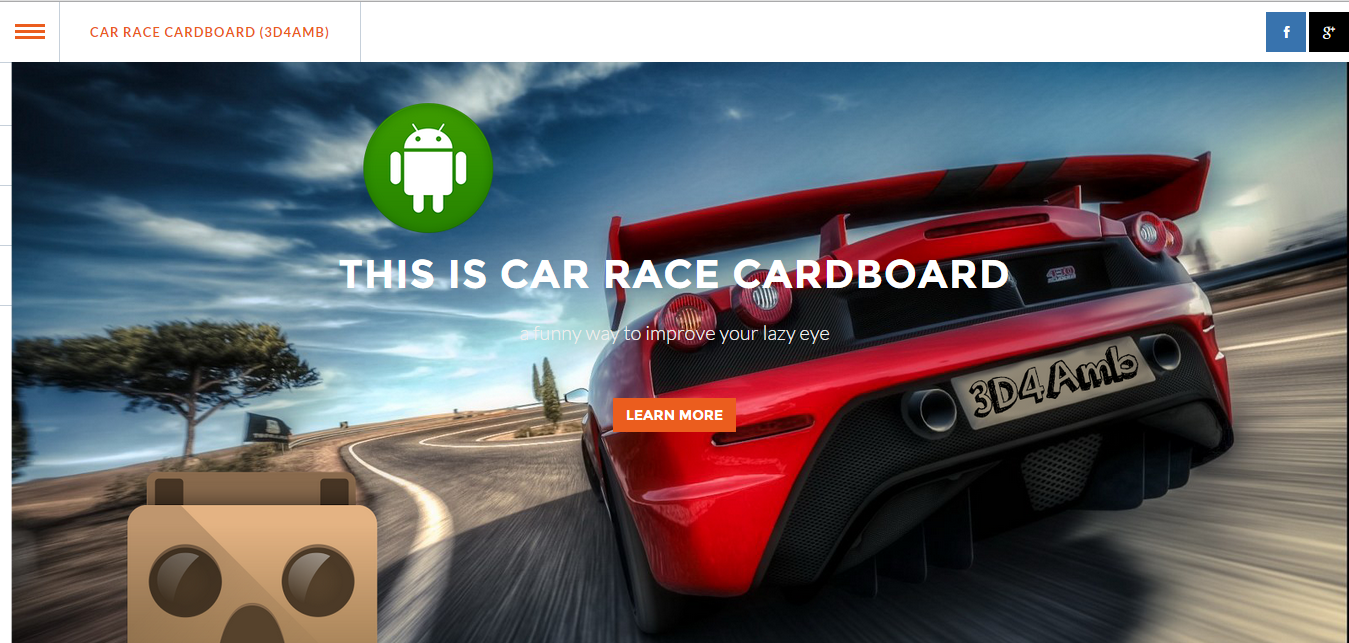 CAR RACE CARDBOARD (3D4AMB)
f
g+
THIS IS CAR RACE CARDBOARD
a funny way to improve your lazy eye
3D4Amb
LEARN MORE